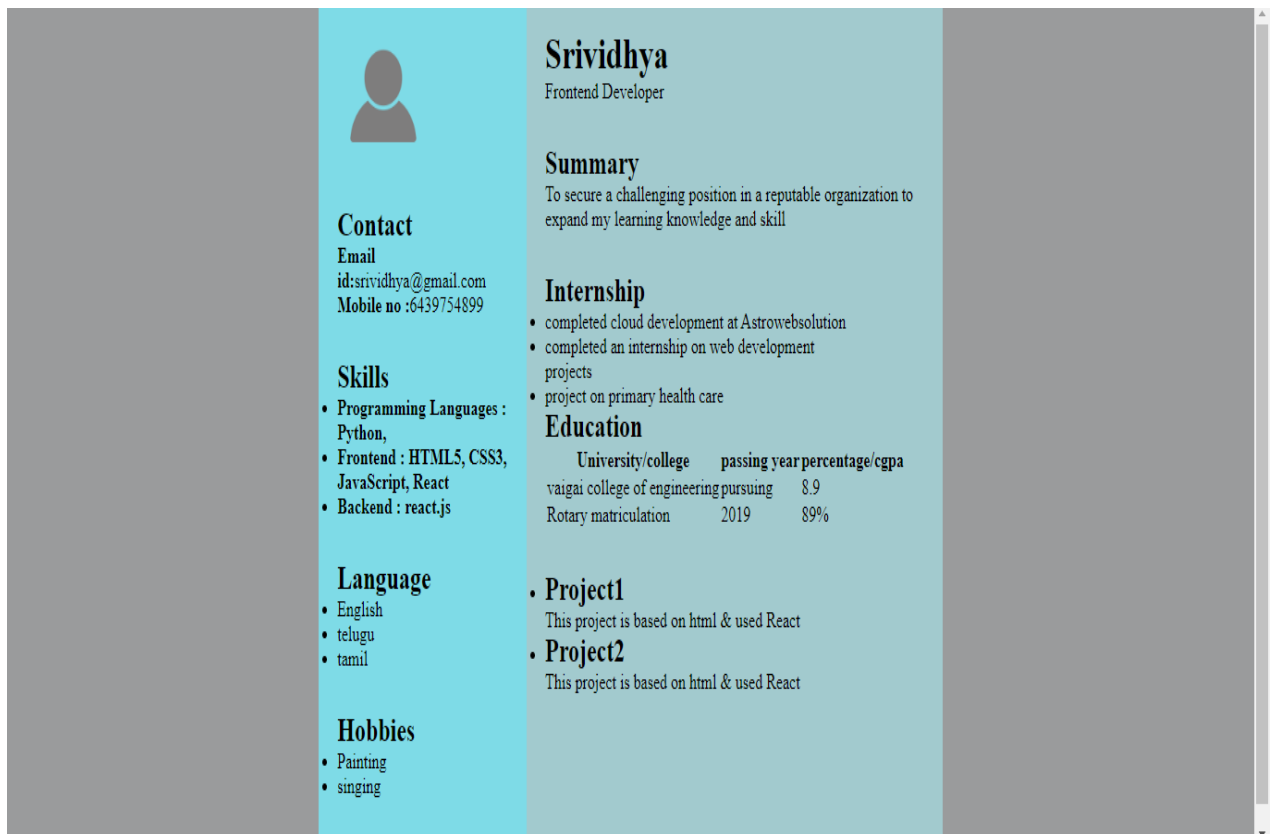 Contact
Email
id:srividhya@gmail.com
Mobile no :6439754899
Skills
• Programming Languages :
Python,
• Frontend : HTML5, CSS3,
JavaScript, React
• Backend : react.js
Language
• English
• telugu
• tamil
Hobbies
• Painting
• singing
Srividhya
Frontend Developer
Summary
To secure a challenging position in a reputable organization to
expand my learning knowledge and skill
Internship
• completed cloud development at Astrowebsolution
• completed an internship on web development
projects
• project on primary health care
Education
University/college passing year percentage/cgpa
vaigai college of engineering pursuing 8.9
Rotary matriculation 2019 89%
• Project1
This project is based on html & used React
• Project2
This project is based on html & used React